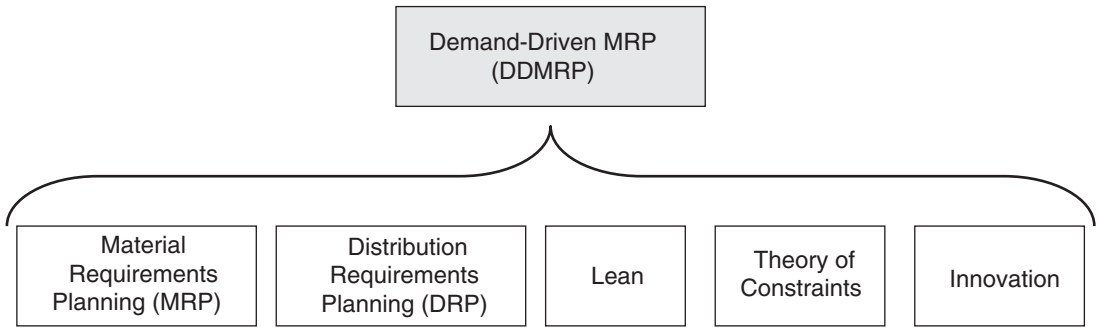 Demand-Driven MRP
(DDMRP)
Material
Requirements
Planning (MRP)
Distribution
Requirements
Planning (DRP)
Lean
Theory of
Constraints
Innovation